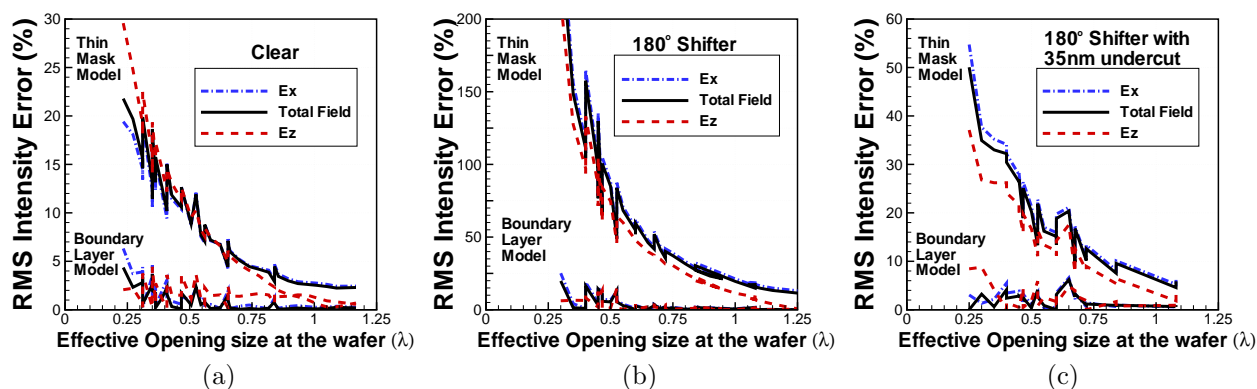 RMS Intensity Error (%)
30
25
20
15
10
5
0
Thin
Mask
Model
Clear
Ex
Total Field
Ez
Boundary
Layer
Model
0
0.25
0.5
0.75
1
1.25
Effective Opening size at the wafer (λ)
(a)
RMS Intensity Error (%)
200
150
100
50
0
Thin
Mask
Model
180° Shifter
Ex
Total Field
Ez
Boundary
Layer
Model
0
0.25
0.5
0.75
1
1.25
Effective Opening size at the wafer (λ)
(b)
RMS Intensity Error (%)
60
50
40
30
20
10
0
Thin
Mask
Model
180° Shifter with
35nm undercut
Ex
Total Field
Ez
Boundary
Layer
Model
0
0.25
0.5
0.75
1
1.25
Effective Opening size at the wafer (λ)
(c)